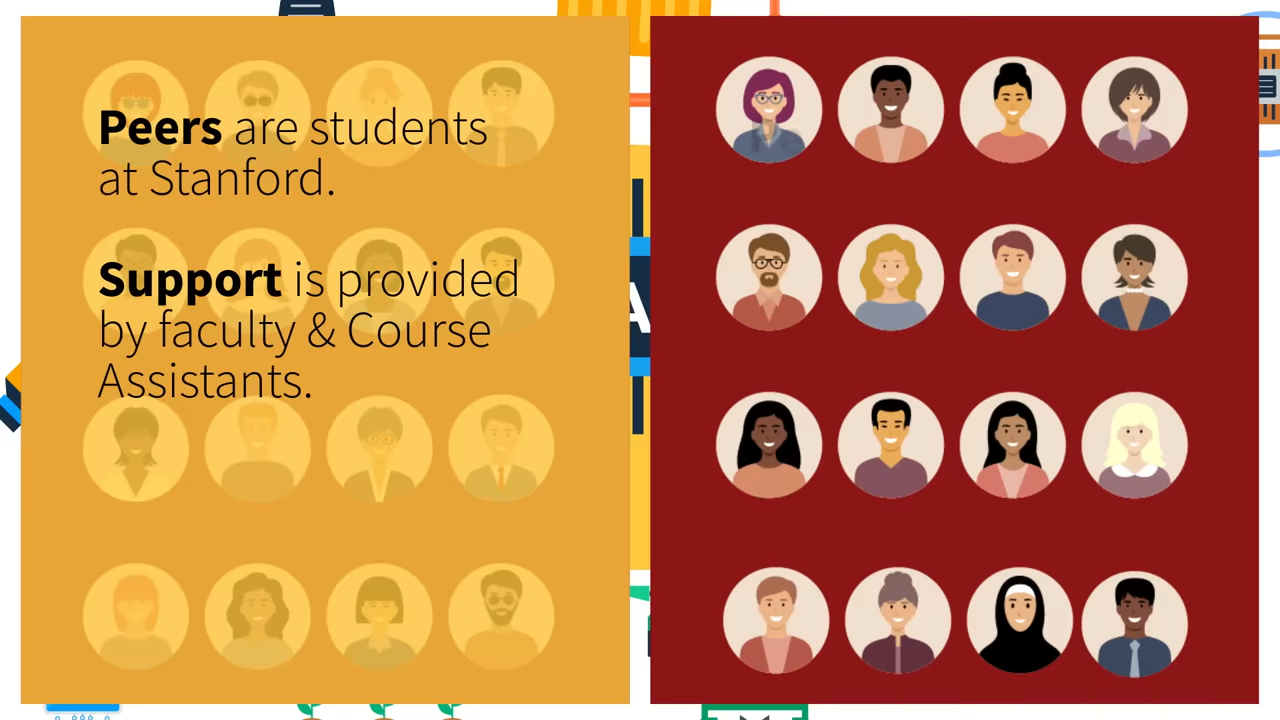 Peers are students
at Stanford.
Support is provided
by faculty & Course
Assistants.
A